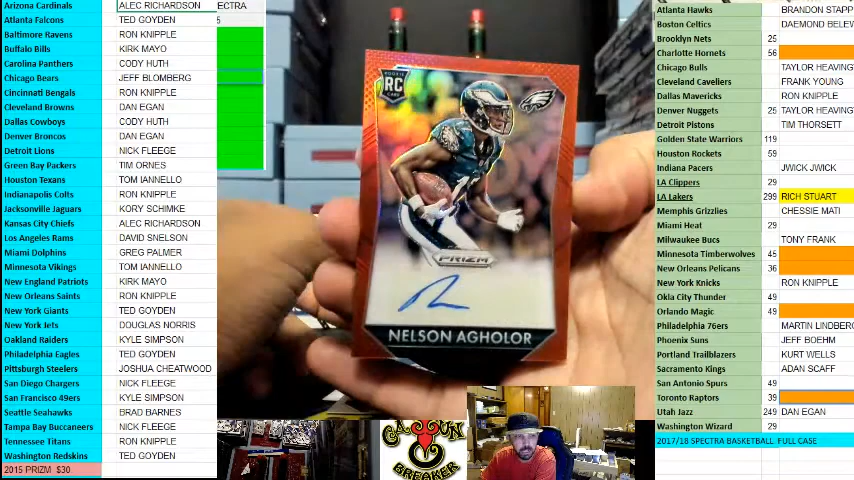 Arizona Cardinals ALEC RICHARDSON ECTRA
Atlanta Falcons TED GOYDEN 5
Baltimore Ravens RON KNIPPLE
Buffalo Bills KIRK MAYO
Carolina Panthers CODY HUTH
Chicago Bears JEFF BLOMBERG
Cincinnati Bengals RON KNIPPLE
Cleveland Browns DAN EGAN
Dallas Cowboys CODY HUTH
Denver Broncos DAN EGAN
Detroit Lions NICK FLEEGE
Green Bay Packers TIM ORNES
Houston Texans TOM IANNELLO
Indianapolis Colts RON KNIPPLE
Jacksonville Jaguars KORY SCHIMKE
Kansas City Chiefs ALEC RICHARDSON
Los Angeles Rams DAVID SNELSON
Miami Dolphins GREG PALMER
Minnesota Vikings TOM IANNELLO
New England Patriots KIRK MAYO
New Orleans Saints RON KNIPPLE
New York Giants TED GOYDEN
New York Jets DOUGLAS NORRIS
Oakland Raiders KYLE SIMPSON
Philadelphia Eagles TED GOYDEN
Pittsburgh Steelers JOSHUA CHEATWOOD
San Diego Chargers NICK FLEEGE
San Francisco 49ers KYLE SIMPSON
Seattle Seahawks BRAD BARNES
Tampa Bay Buccaneers NICK FLEEGE
Tennessee Titans RON KNIPPLE
Washington Redskins TED GOYDEN
2015 PRIZM $30
ROOKIE
RC
CARD
PRIZM
NELSON AGHOLOR
CAJUN
BREAKER
Atlanta Hawks BRANDON STAPP
Boston Celtics DAEMOND BELEW
Brooklyn Nets 25
Charlotte Hornets 56
Chicago Bulls TAYLOR HEAVING
Cleveland Caveliers FRANK YOUNG
Dallas Mavericks RON KNIPPLE
Denver Nuggets 25 TAYLOR HEAVING
Detroit Pistons TIM THORSETT
Golden State Warriors 119
Houston Rockets 59
Indiana Pacers JWICK JWICK
LA Clippers 29
LA Lakers 299 RICH STUART
Memphis Grizzlies CHESSIE MATI
Miami Heat 29
Milwaukee Bucs TONY FRANK
Minnesota Timberwolves 45
New Orleans Pelicans 36
New York Knicks RON KNIPPLE
Okla City Thunder 49
Orlando Magic 49
Philadelphia 76ers MARTIN LINDBERG
Phoenix Suns JEFF BOEHM
Portland Trailblazers KURT WELLS
Sacramento Kings ADAN SCAFF
San Antonio Spurs 49
Toronto Raptors 39
Utah Jazz 249 DAN EGAN
Washington Wizard 29
2017/18 SPECTRA BASKETBALL FULL CASE